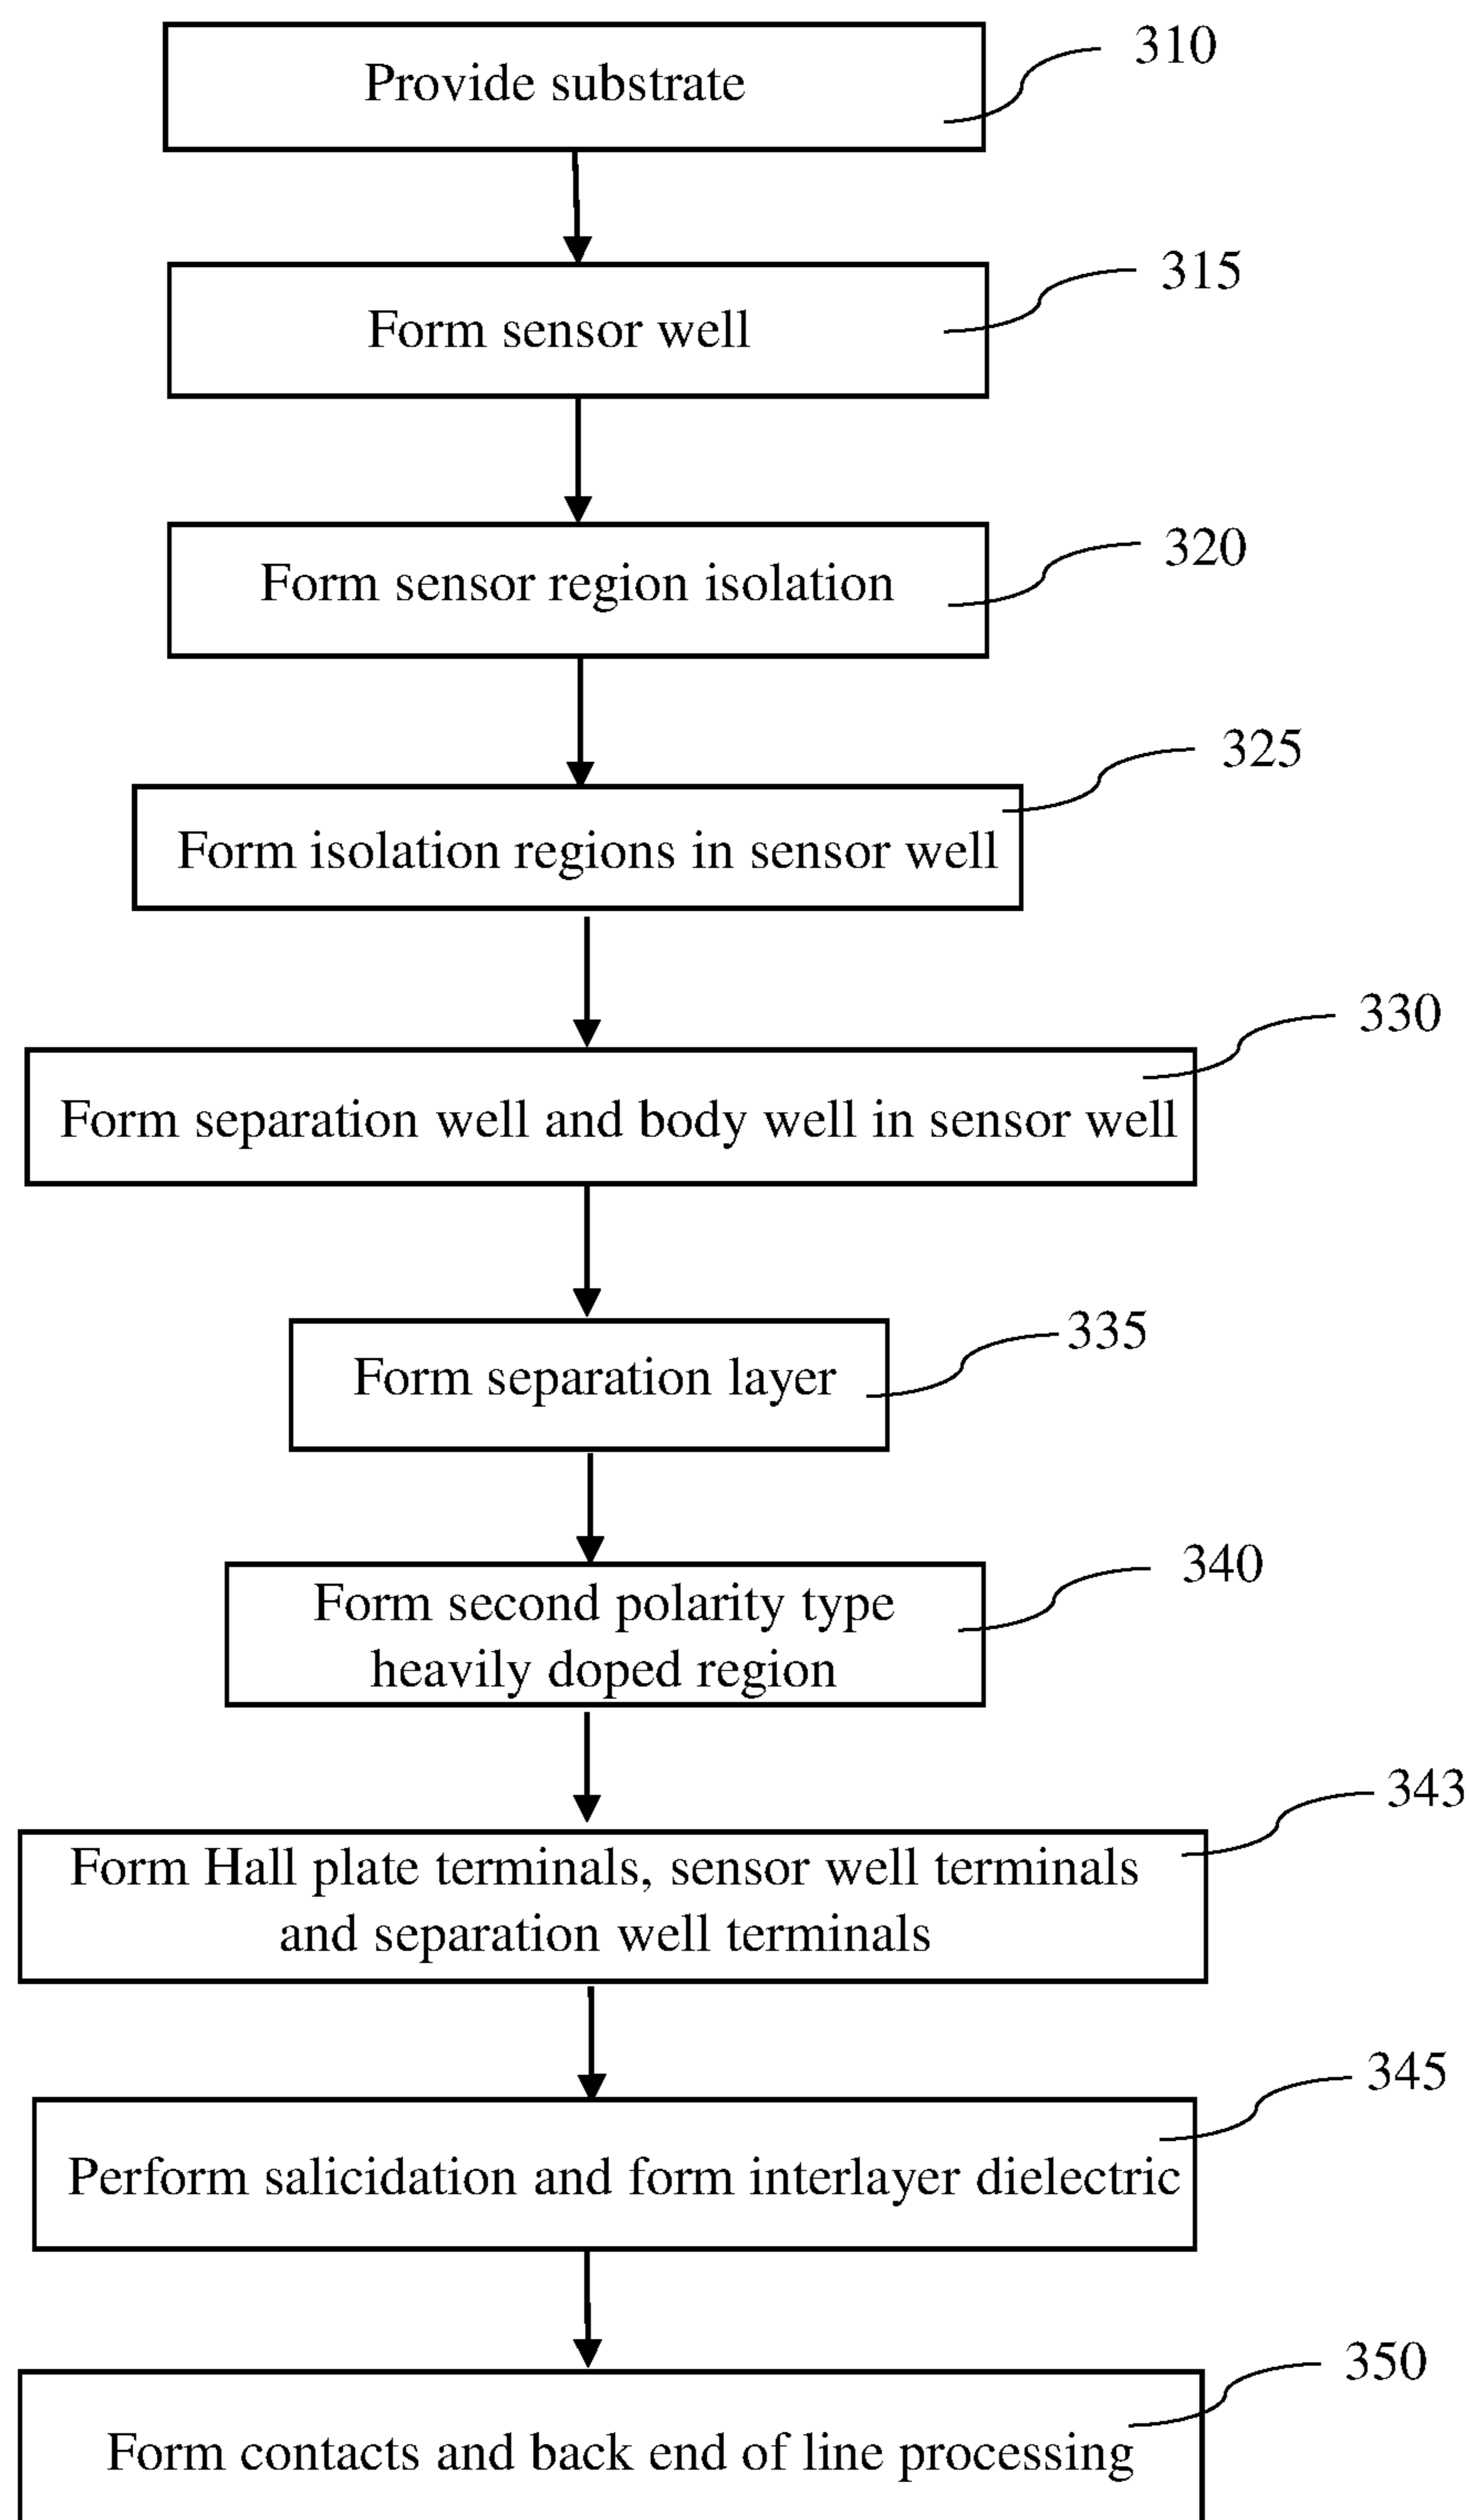 310
Provide substrate
315
Form sensor well
320
Form sensor region isolation
325
Form isolation regions in sensor well
330
Form separation well and body well in sensor well
335
Form separation layer
340
Form second polarity type
heavily doped region
343
Form Hall plate terminals, sensor well terminals
and separation well terminals
345
Perform salicidation and form interlayer dielectric
350
Form contacts and back end of line processing